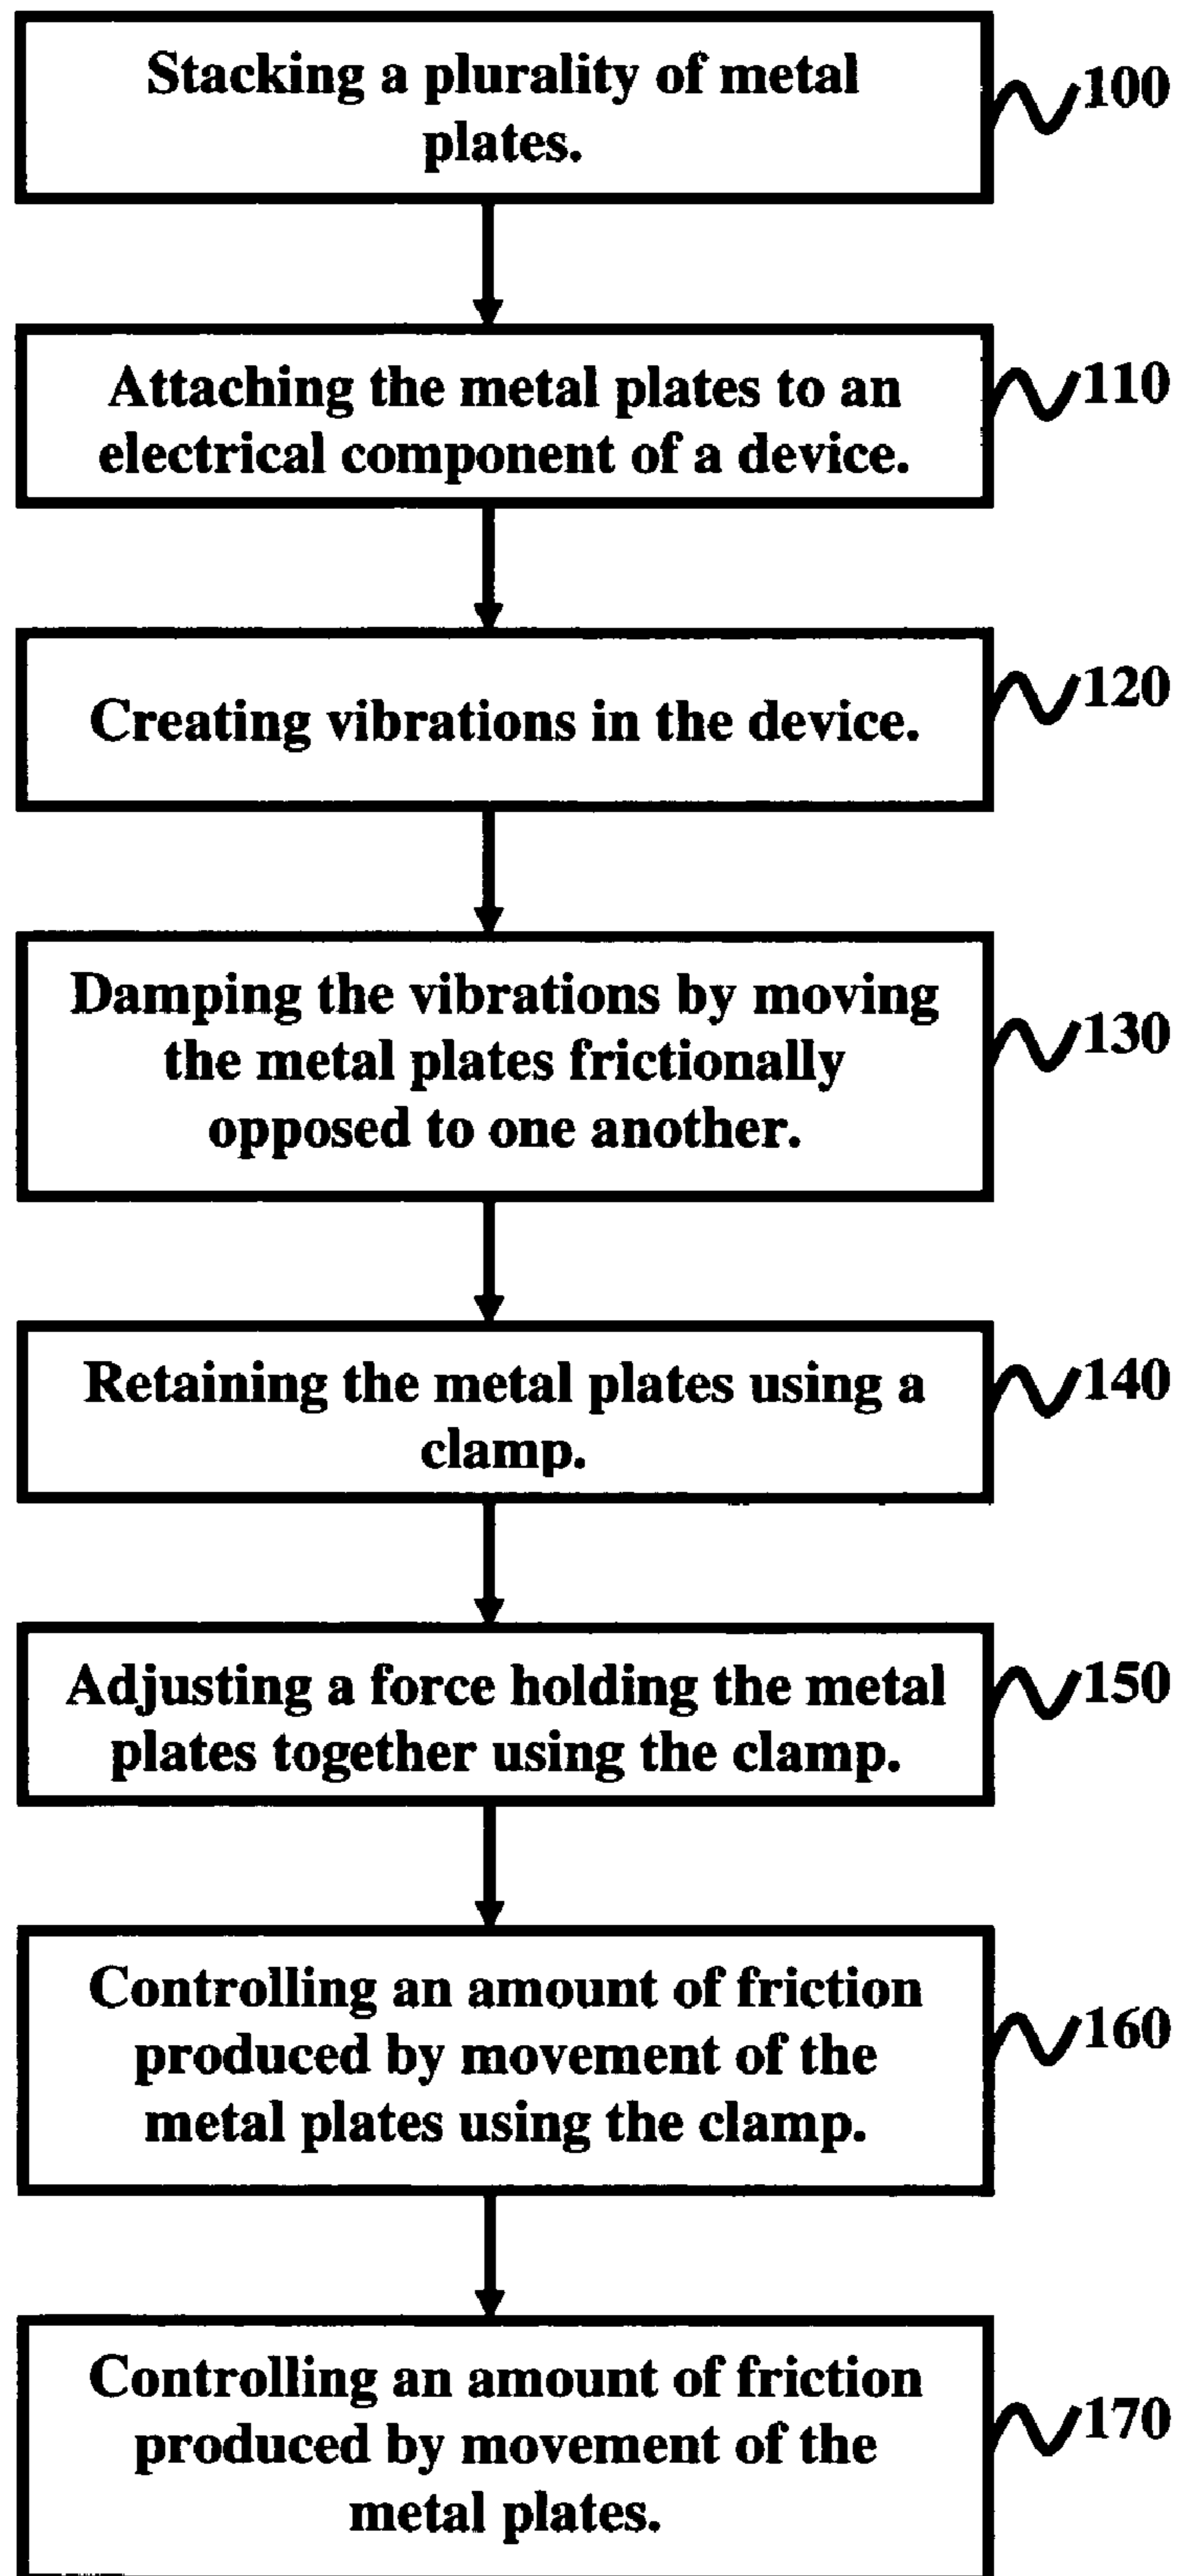 Stacking a plurality of metal
plates.
100
Attaching the metal plates to an
electrical component of a device.
110
Creating vibrations in the device.
120
Damping the vibrations by moving
the metal plates frictionally
opposed to one another.
130
Retaining the metal plates using a
clamp.
140
Adjusting a force holding the metal
plates together using the clamp.
150
Controlling an amount of friction
produced by movement of the
metal plates using the clamp.
160
Controlling an amount of friction
produced by movement of the
metal plates.
170